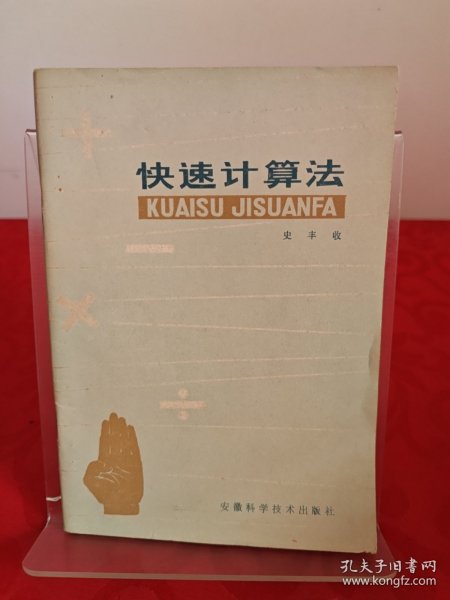 快速计算法
KUAISU JISUANFA
史丰收
安徽科学技术出版社
孔夫子旧书网
www.kongfz.com